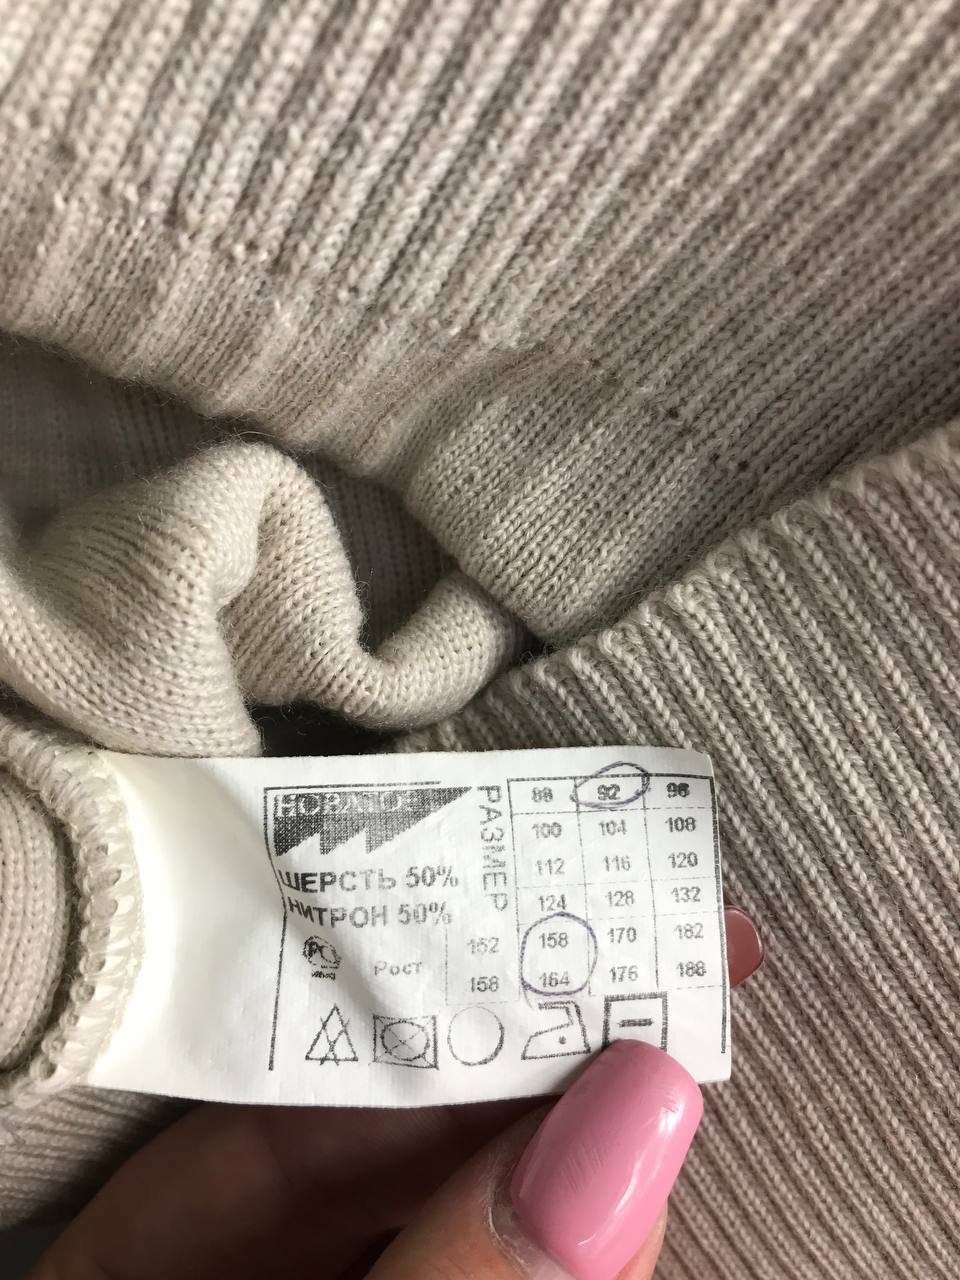 НОВАТОР
ШЕРСТЬ 50%
НИТРОН 50%
РАЗМЕР
88 92 96
100 104 108
112 116 120
124 128 132
Рост
152 158 170 182
158 164 176 188